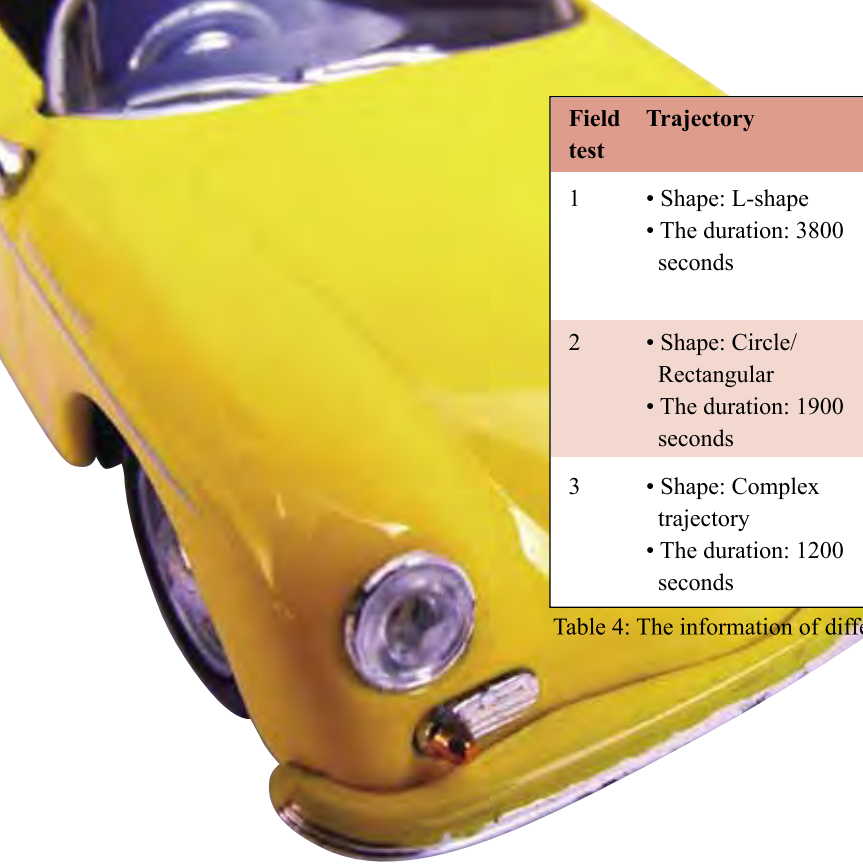 Field Trajectory
test
1 • Shape: L-shape
• The duration: 3800
seconds
2 • Shape: Circle/
Rectangular
• The duration: 1900
seconds
3 • Shape: Complex
trajectory
• The duration: 1200
seconds
Table 4: The information of